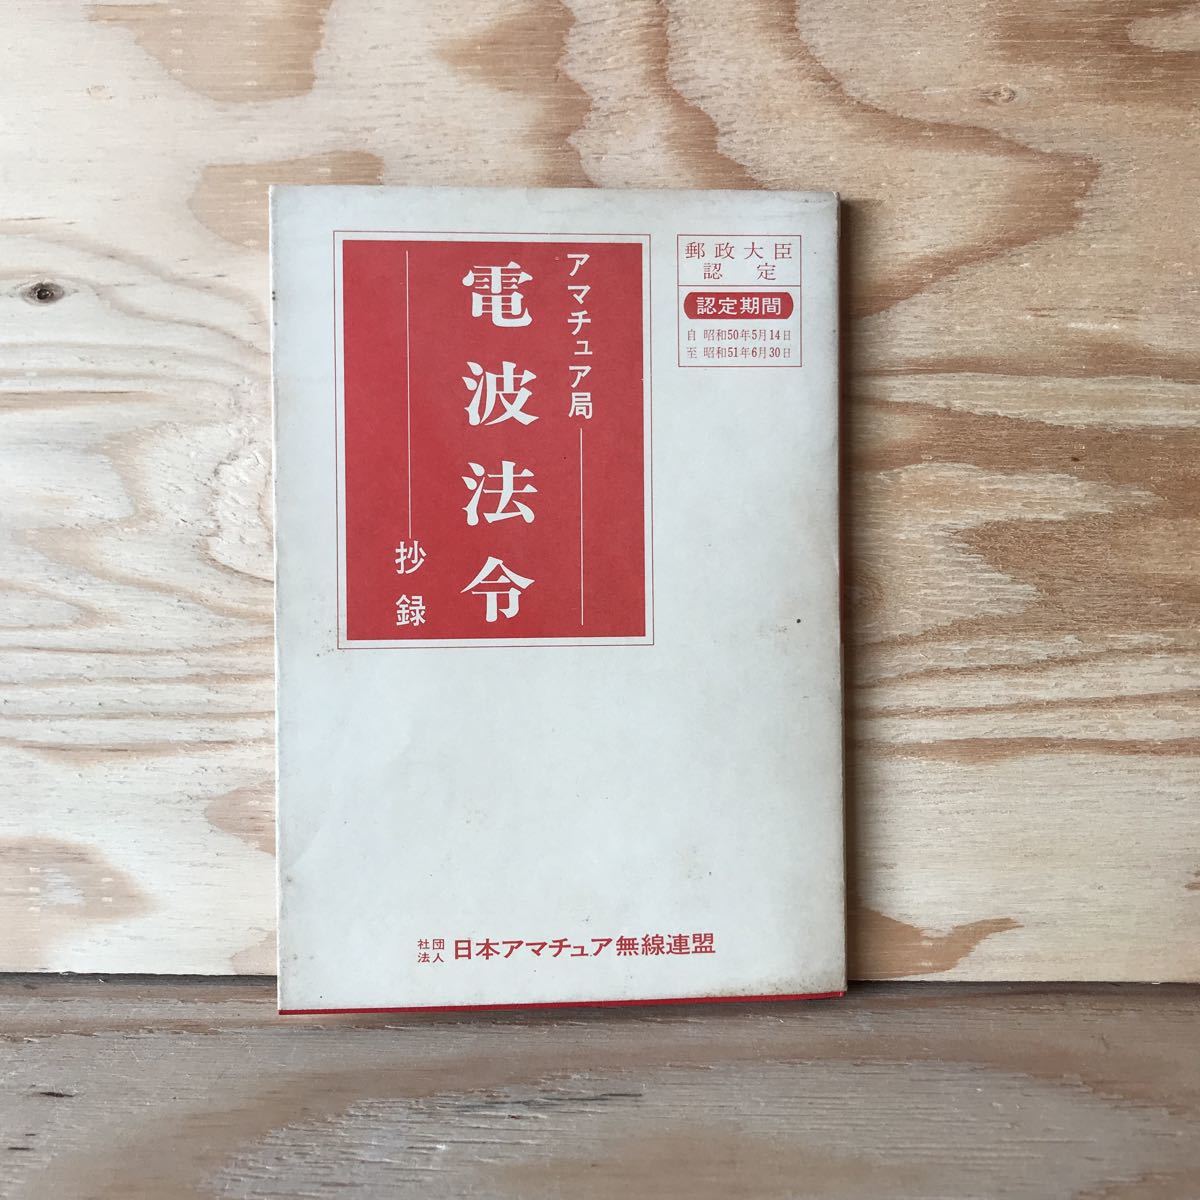 郵政大臣
認定
認定期間
自 昭和50年5月14日
至 昭和51年6月30日
アマチュア局
電波法令
抄録
社団
法人 日本アマチュア無線連盟